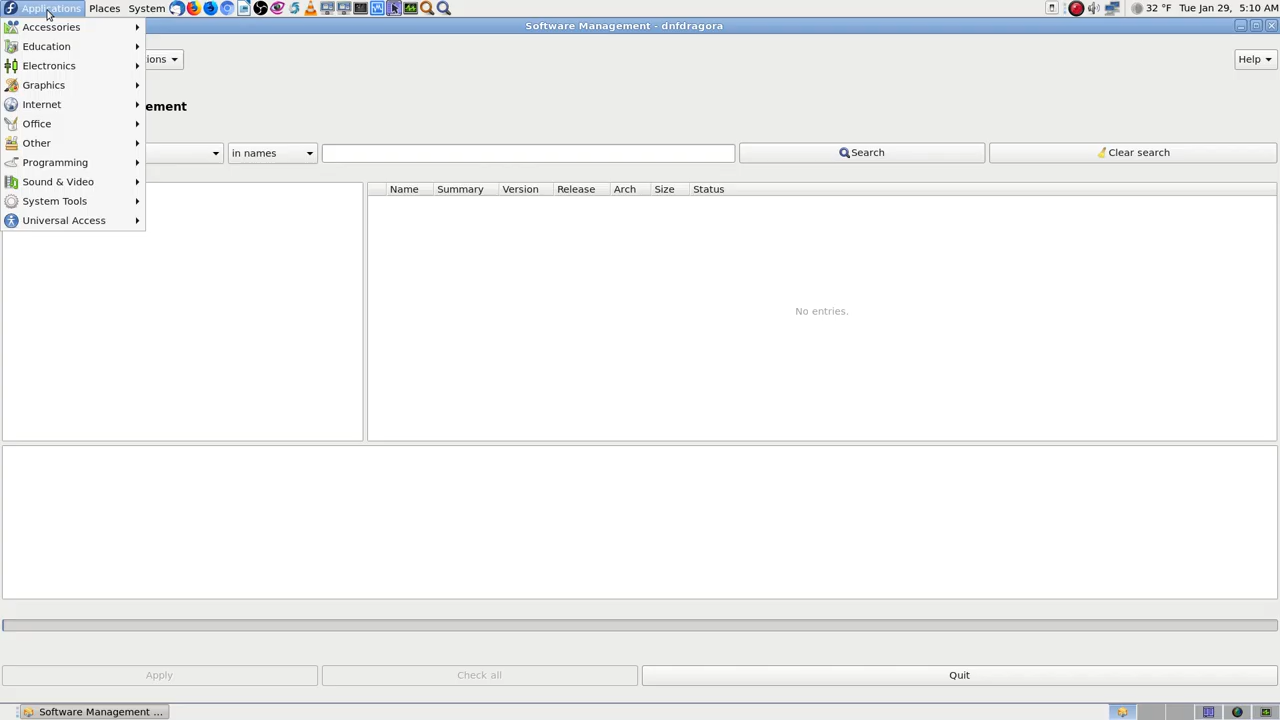 Applications Places System 32 °F Tue Jan 29, 5:10 AM
Software Management - dnfdragora
Accessories
Education
Electronics
Graphics
Internet
Office
Other
Programming
Sound & Video
System Tools
Universal Access
ions Help
ement
in names Search Clear search
Name Summary Version Release Arch Size Status
No entries.
Apply Check all Quit
Software Management ...